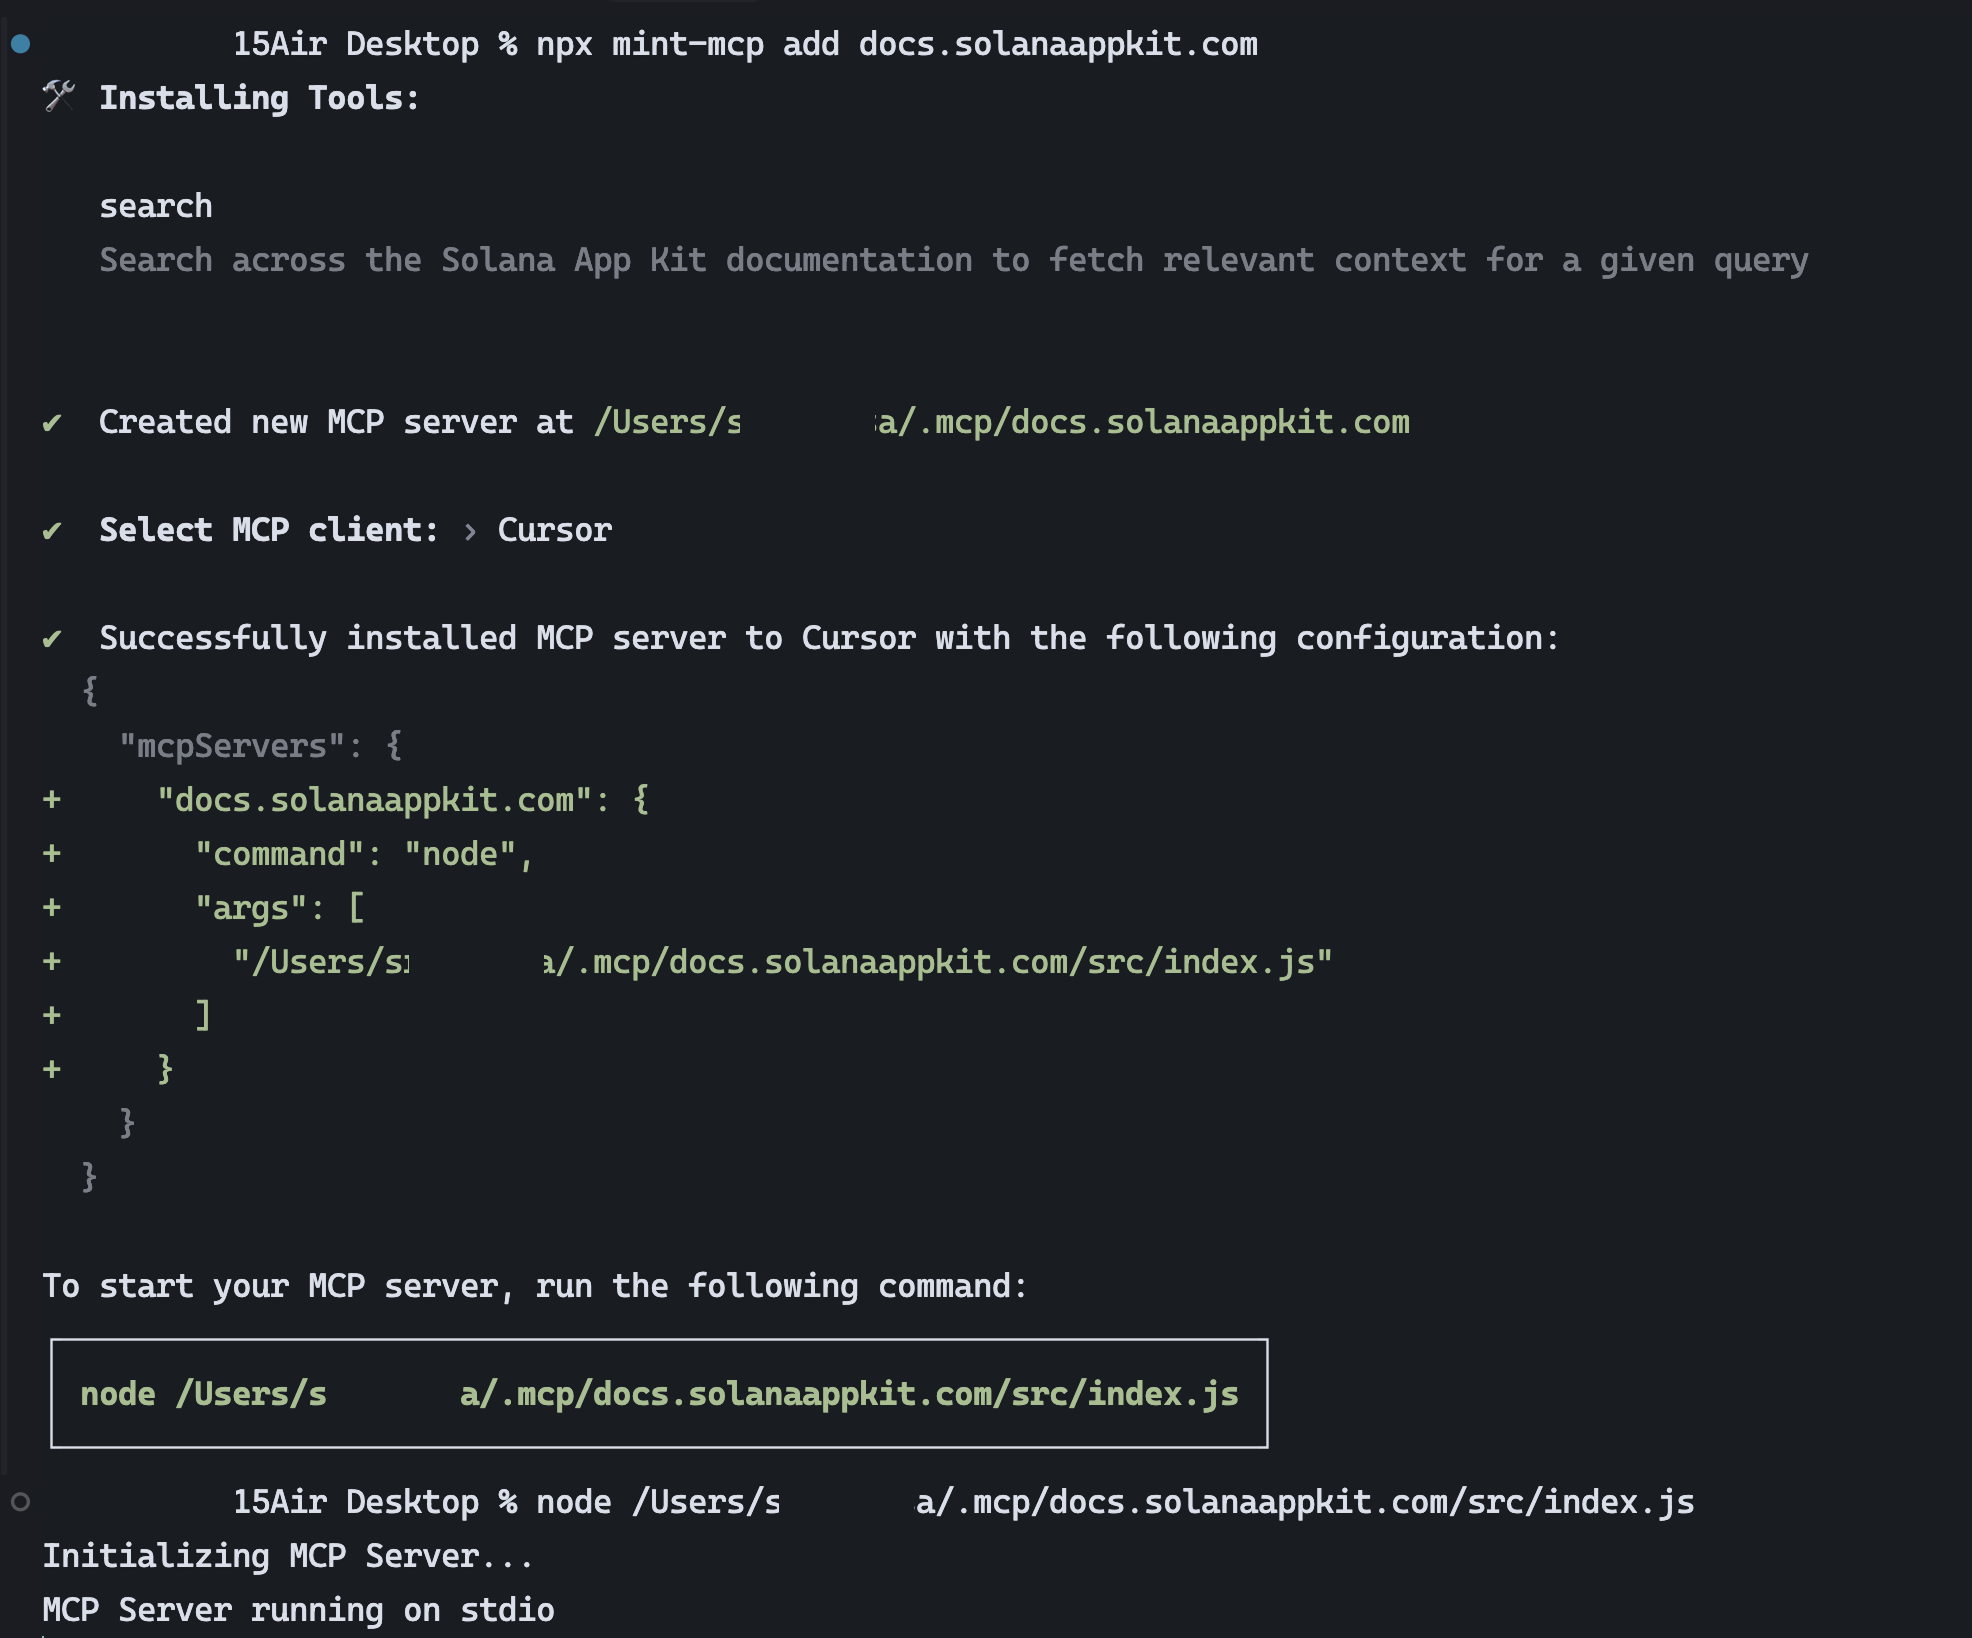 15Air Desktop % npx mint-mcp add docs.solanaappkit.com
Installing Tools:
search
Search across the Solana App Kit documentation to fetch relevant context for a given query
✔ Created new MCP server at /Users/s a/.mcp/docs.solanaappkit.com
✔ Select MCP client: › Cursor
✔ Successfully installed MCP server to Cursor with the following configuration:
{
"mcpServers": {
+ "docs.solanaappkit.com": {
+ "command": "node",
+ "args": [
+ "/Users/s a/.mcp/docs.solanaappkit.com/src/index.js"
+ ]
+ }
}
}
To start your MCP server, run the following command:
node /Users/s a/.mcp/docs.solanaappkit.com/src/index.js
15Air Desktop % node /Users/s a/.mcp/docs.solanaappkit.com/src/index.js
Initializing MCP Server...
MCP Server running on stdio